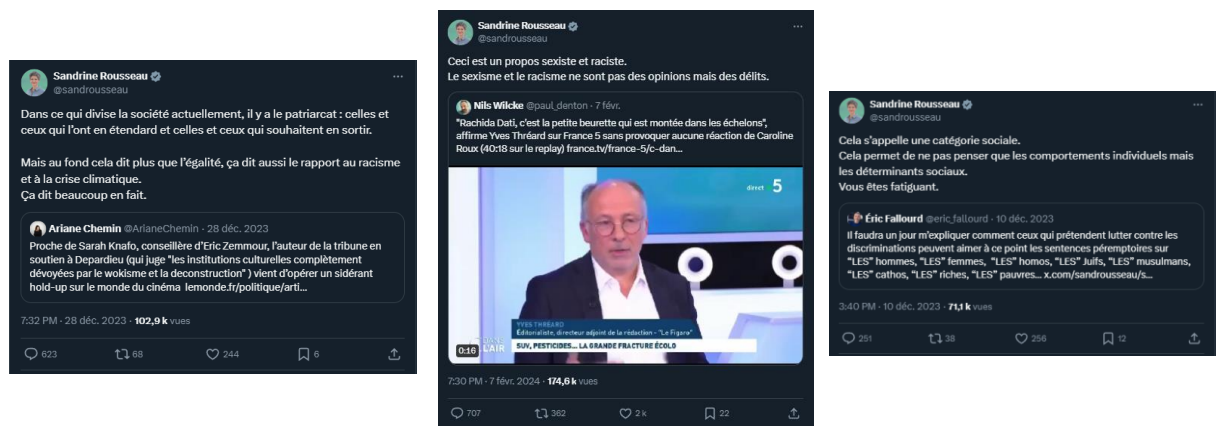 Sandrine Rousseau
@sandrousseau
Dans ce qui divise la société actuellement, il y a le patriarcat : celles et
ceux qui l'ont en étendard et celles et ceux qui souhaitent en sortir.
Mais au fond cela dit plus que l'égalité, ça dit aussi le rapport au racisme
et à la crise climatique.
Ça dit beaucoup en fait.
Ariane Chemin @ArianeChemin · 28 déc. 2023
Proche de Sarah Knafo, conseillère d'Eric Zemmour, l'auteur de la tribune en
soutien à Depardieu (qui juge "les institutions culturelles complètement
dévoyées par le wokisme et la deconstruction" ) vient d'opérer un sidérant
hold-up sur le monde du cinéma lemonde.fr/politique/arti...
7:32 PM · 28 déc. 2023 · 102,9 k vues
623 68 244 6
Sandrine Rousseau
@sandrousseau
Ceci est un propos sexiste et raciste.
Le sexisme et le racisme ne sont pas des opinions mais des délits.
Nils Wilcke @paul_denton · 7 févr.
"Rachida Dati, c'est la petite beurette qui est montée dans les échelons",
affirme Yves Thréard sur France 5 sans provoquer aucune réaction de Caroline
Roux (40:18 sur le replay) france.tv/france-5/c-dan...
direct 5
YVES THRÉARD
Éditorialiste, directeur adjoint de la rédaction - "Le Figaro"
SUV, PESTICIDES... LA GRANDE FRACTURE ÉCOLO
0:16
L'AIR
7:30 PM · 7 févr. 2024 · 174,6 k vues
707 362 2 k 22
Sandrine Rousseau
@sandrousseau
Cela s'appelle une catégorie sociale.
Cela permet de ne pas penser que les comportements individuels mais
les déterminants sociaux.
Vous êtes fatiguant.
Éric Fallourd @eric_fallourd · 10 déc. 2023
Il faudra un jour m'expliquer comment ceux qui prétendent lutter contre les
discriminations peuvent aimer à ce point les sentences péremptoires sur
"LES" hommes, "LES" femmes, "LES" homos, "LES" Juifs, "LES" musulmans,
"LES" cathos, "LES" riches, "LES" pauvres... x.com/sandrousseau/s...
3:40 PM · 10 déc. 2023 · 71,1 k vues
251 38 256 12